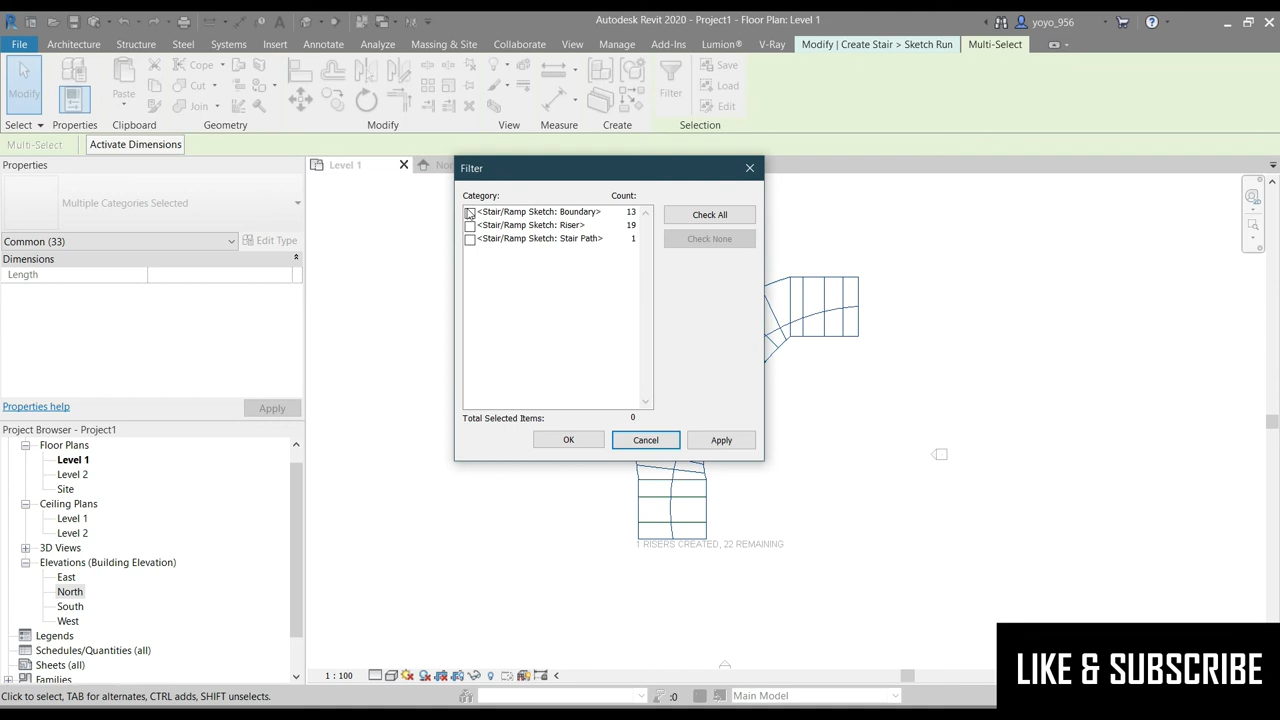 Autodesk Revit 2020 - Project1 - Floor Plan: Level 1
yoyo_956
File
Architecture
Structure
Steel
Systems
Insert
Annotate
Analyze
Massing & Site
Collaborate
View
Manage
Add-Ins
Lumion®
V-Ray
Modify | Create Stair > Sketch Run
Multi-Select
Modify
Paste
Cope
Cut
Join
Filter
Save
Load
Edit
Select
Properties
Clipboard
Geometry
Modify
View
Measure
Create
Selection
Multi-Select
Activate Dimensions
Properties
Level 1
Multiple Categories Selected
Common (33)
Edit Type
Dimensions
Length
Properties help
Apply
Filter
Category:
Count:
<Stair/Ramp Sketch: Boundary> 13
<Stair/Ramp Sketch: Riser> 19
<Stair/Ramp Sketch: Stair Path> 1
Check All
Check None
Total Selected Items: 0
OK
Cancel
Apply
Project Browser - Project1
Floor Plans
Level 1
Level 2
Site
Ceiling Plans
Level 1
Level 2
3D Views
Elevations (Building Elevation)
East
North
South
West
Legends
Schedules/Quantities (all)
Sheets (all)
Families
1 RISERS CREATED, 22 REMAINING
1 : 100
Click to select, TAB for alternates, CTRL adds, SHIFT unselects.
:0
Main Model
LIKE & SUBSCRIBE